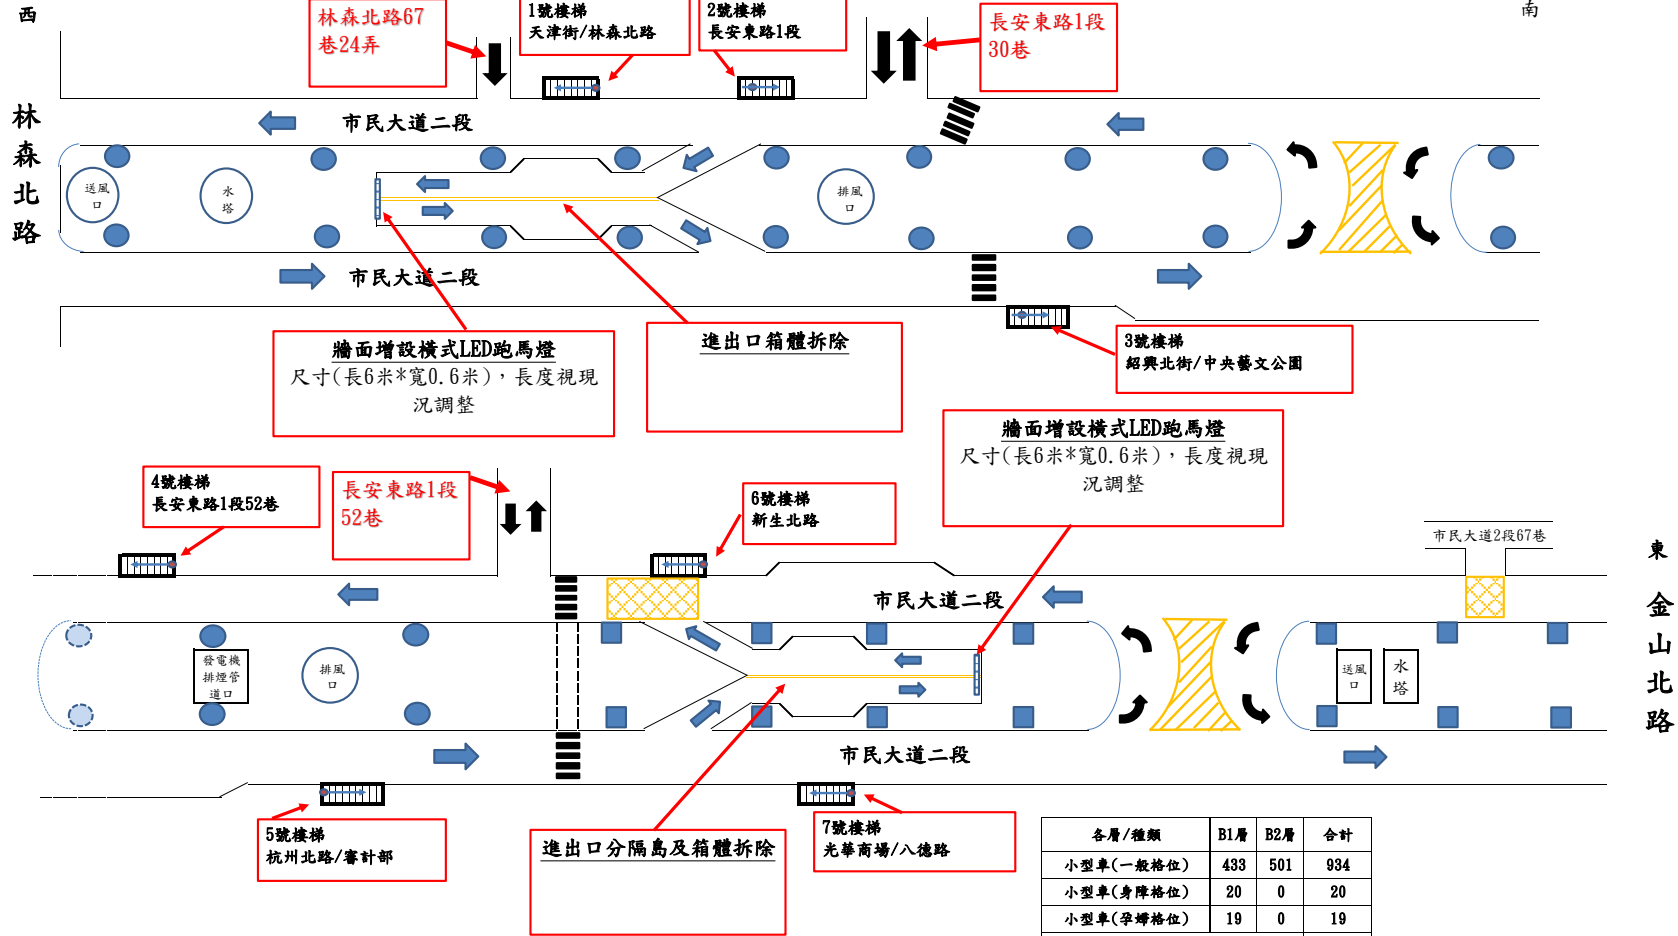 西
南
林森北路67
巷24弄
1號樓梯
天津街/林森北路
2號樓梯
長安東路1段
長安東路1段
30巷
林森北路
市民大道二段
送風
口
水
塔
排風
口
市民大道二段
牆面增設橫式LED跑馬燈
尺寸(長6米*寬0.6米)，長度視現
況調整
進出口箱體拆除
3號樓梯
紹興北街/中央藝文公園
牆面增設橫式LED跑馬燈
尺寸(長6米*寬0.6米)，長度視現
況調整
4號樓梯
長安東路1段52巷
長安東路1段
52巷
6號樓梯
新生北路
市民大道2段67巷
東
金山北路
市民大道二段
發電機
排煙管
道口
排風
口
送風
口
水
塔
市民大道二段
5號樓梯
杭州北路/審計部
進出口分隔島及箱體拆除
7號樓梯
光華商場/八德路
各層/種類 B1層 B2層 合計
小型車(一般格位) 433 501 934
小型車(身障格位) 20 0 20
小型車(孕婦格位) 19 0 19